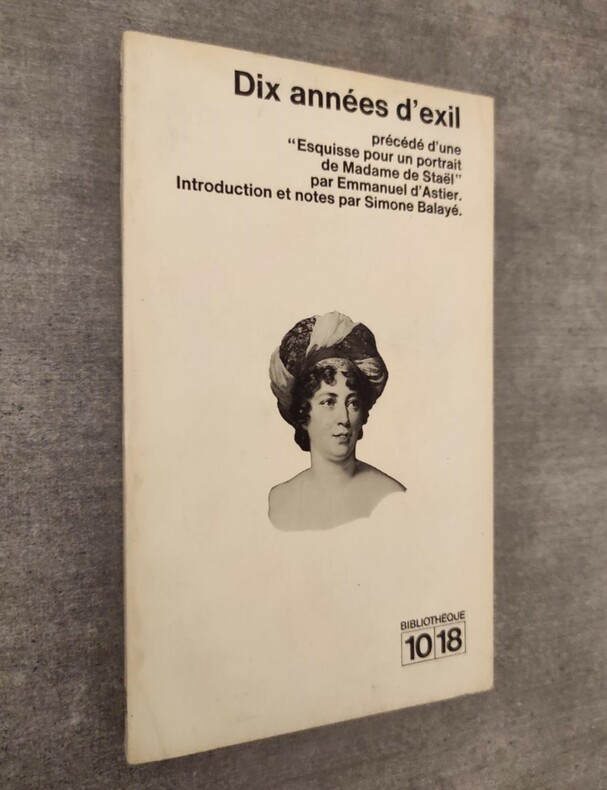 Dix années d'exil
précédé d'une
"Esquisse pour un portrait
de Madame de Staël"
par Emmanuel d'Astier.
Introduction et notes par Simone Balayé.
BIBLIOTHÈQUE
10 18